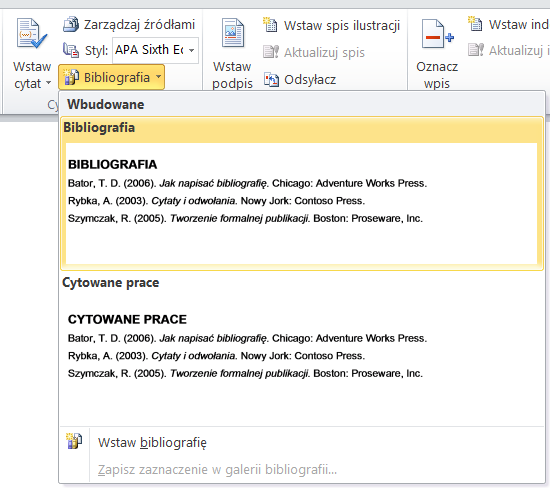 Zarządzaj źródłami
Styl: APA Sixth Ec
Wstaw cytat
Bibliografia
Cy
Wstaw spis ilustracji
Aktualizuj spis
Wstaw podpis
Odsyłacz
Oznacz wpis
Wstaw ind
Aktualizuj i
Wbudowane
Bibliografia
BIBLIOGRAFIA
Bator, T. D. (2006). Jak napisać bibliografię. Chicago: Adventure Works Press.
Rybka, A. (2003). Cytaty i odwołania. Nowy Jork: Contoso Press.
Szymczak, R. (2005). Tworzenie formalnej publikacji. Boston: Proseware, Inc.
Cytowane prace
CYTOWANE PRACE
Bator, T. D. (2006). Jak napisać bibliografię. Chicago: Adventure Works Press.
Rybka, A. (2003). Cytaty i odwołania. Nowy Jork: Contoso Press.
Szymczak, R. (2005). Tworzenie formalnej publikacji. Boston: Proseware, Inc.
Wstaw bibliografię
Zapisz zaznaczenie w galerii bibliografii...